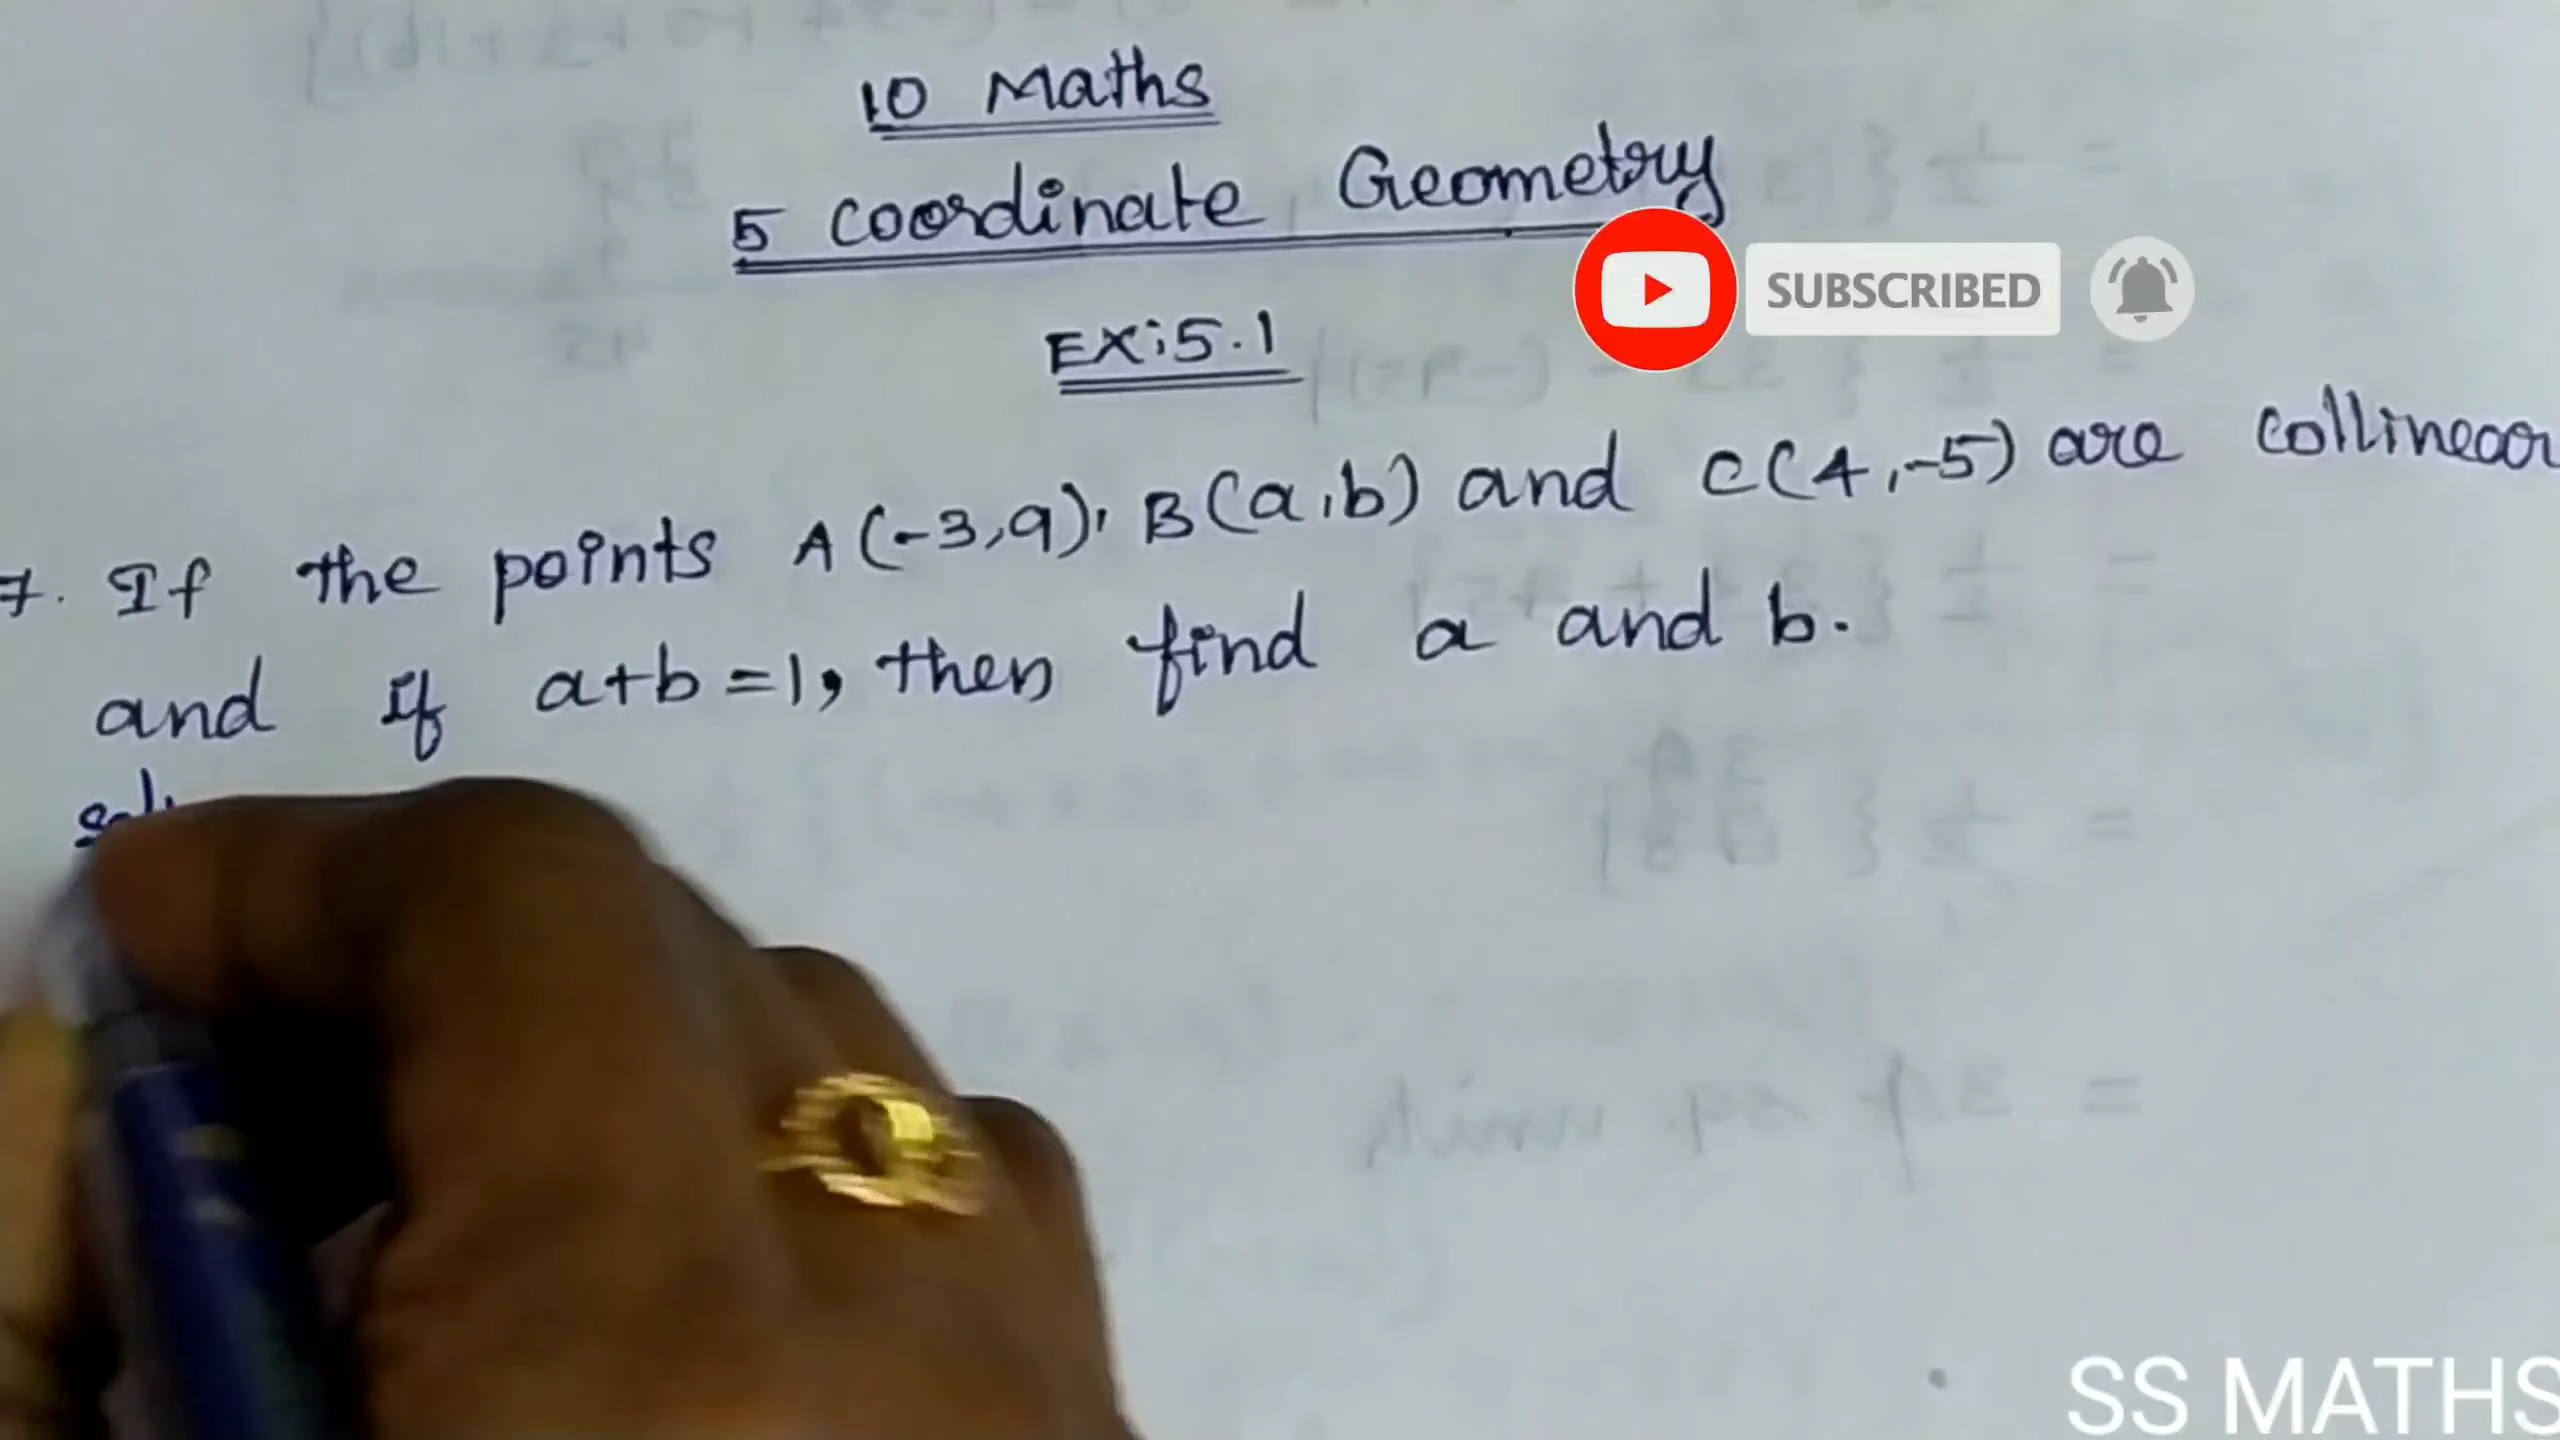 10 Maths
5 Coordinate Geometry
SUBSCRIBED
EX:5.1
7. If the points A(-3,9), B(a,b) and C(4,-5) are collinear
and if a+b=1, then find a and b.
SS MATHS